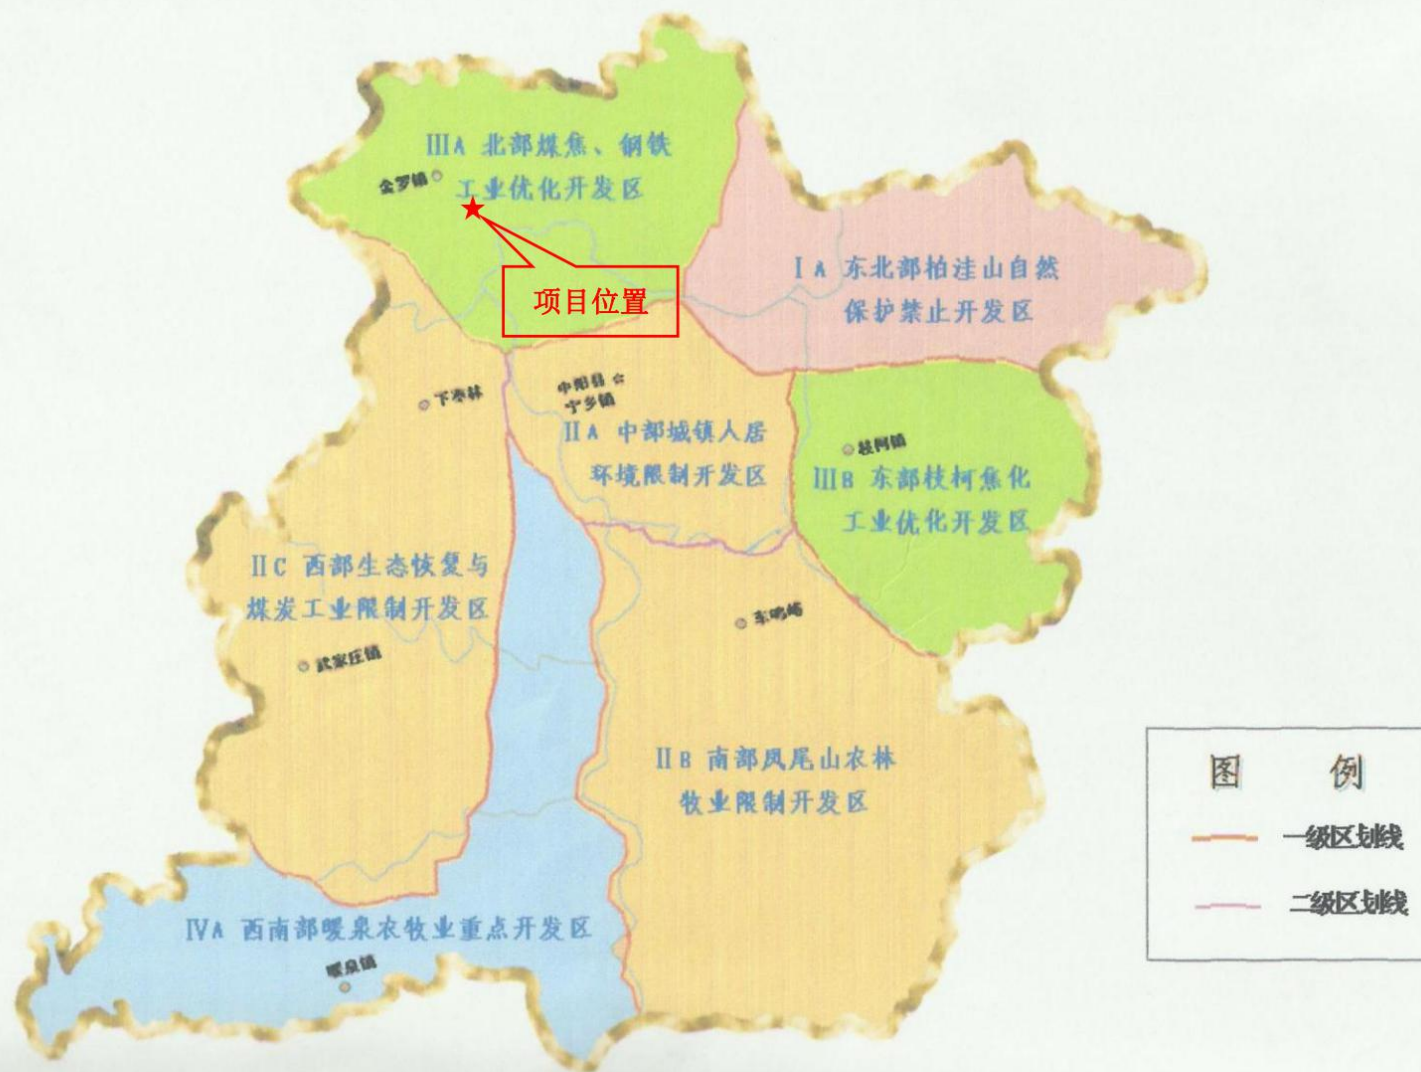 IIIA 北部煤焦、钢铁
工业优化开发区
金罗镇
项目位置
IA 东北部柏洼山自然
保护禁止开发区
下枣林
中阳县
宁乡镇
IIA 中部城镇人居
环境限制开发区
枝柯镇
IIIB 东部枝柯焦化
工业优化开发区
IIC 西部生态恢复与
煤炭工业限制开发区
武家庄镇
车鸣峪
IIB 南部凤尾山农林
牧业限制开发区
IVA 西南部暖泉农牧业重点开发区
暖泉镇
图 例
一级区划线
二级区划线